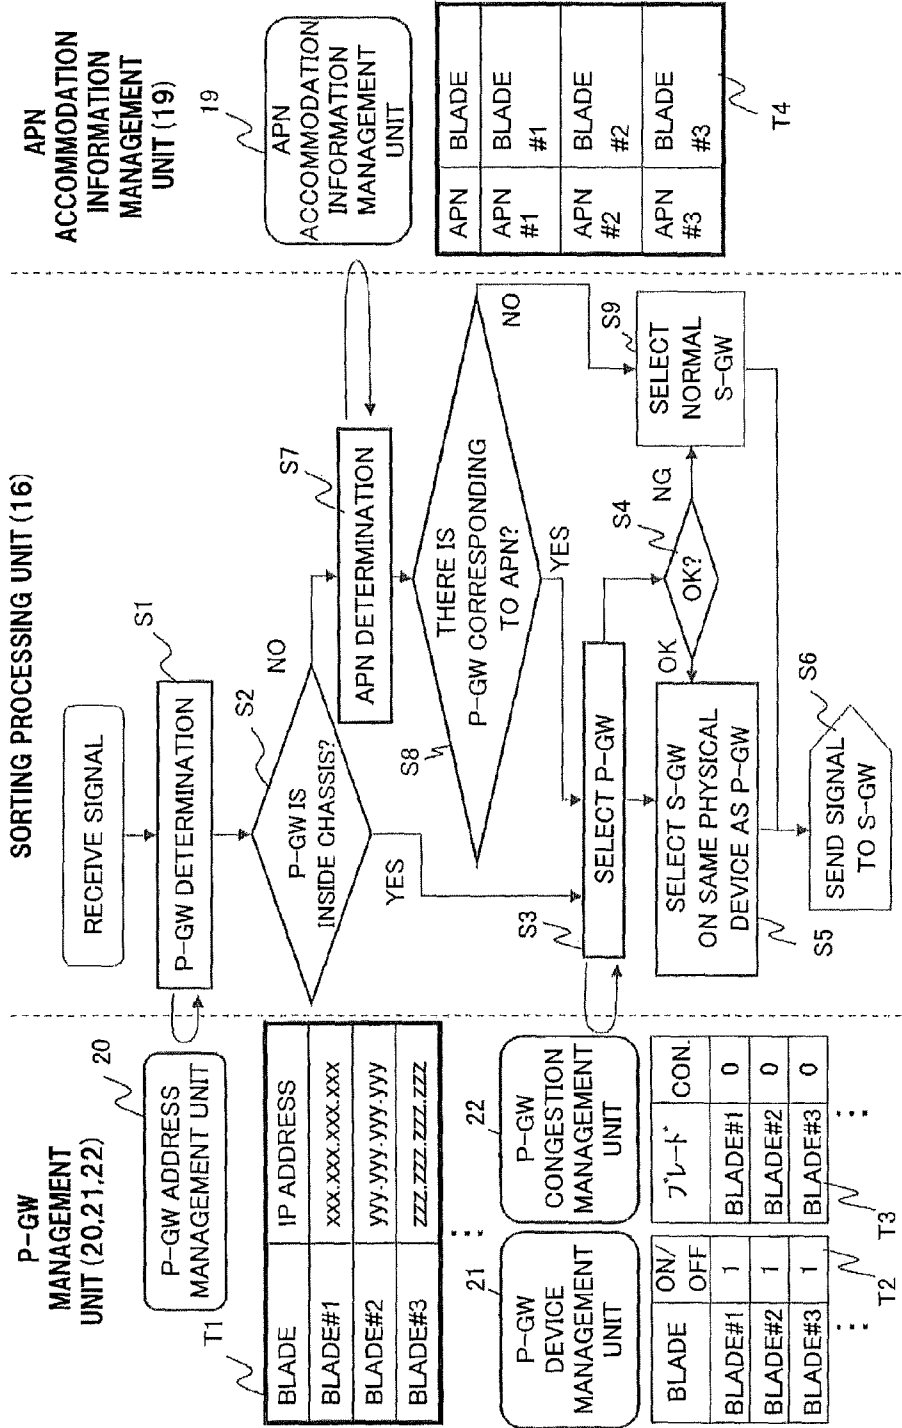 P-GW
MANAGEMENT
UNIT(20,21,22)
P-GW ADDRESS
MANAGEMENT UNIT
20
T1
BLADE
IP ADDRESS
BLADE#1
xxx.xxx.xxx.xxx
BLADE#2
yyy.yyy.yyy.yyy
BLADE#3
zzz.zzz.zzz.zzz
21
P-GW
DEVICE
MANAGEMENT
UNIT
22
P-GW
CONGESTION
MANAGEMENT
UNIT
BLADE
ON/
OFF
BLADE#1
1
BLADE#2
1
BLADE#3
1
T2
ブレード
CON.
BLADE#1
0
BLADE#2
0
BLADE#3
0
T3
SORTING PROCESSING UNIT(16)
RECEIVE SIGNAL
P-GW DETERMINATION
S1
P-GW IS
INSIDE CHASSIS?
S2
NO
YES
APN DETERMINATION
S7
THERE IS
P-GW CORRESPONDING
TO APN?
S8
NO
YES
S3
SELECT P-GW
OK?
S4
OK
NG
SELECT S-GW
ON SAME PHYSICAL
DEVICE AS P-GW
S5
SELECT
NORMAL
S-GW
S9
SEND SIGNAL
TO S-GW
S6
APN
ACCOMMODATION
INFORMATION
MANAGEMENT
UNIT(19)
19
APN
ACCOMMODATION
INFORMATION
MANAGEMENT
UNIT
APN
BLADE
APN
#1
BLADE
#1
APN
#2
BLADE
#2
APN
#3
BLADE
#3
T4